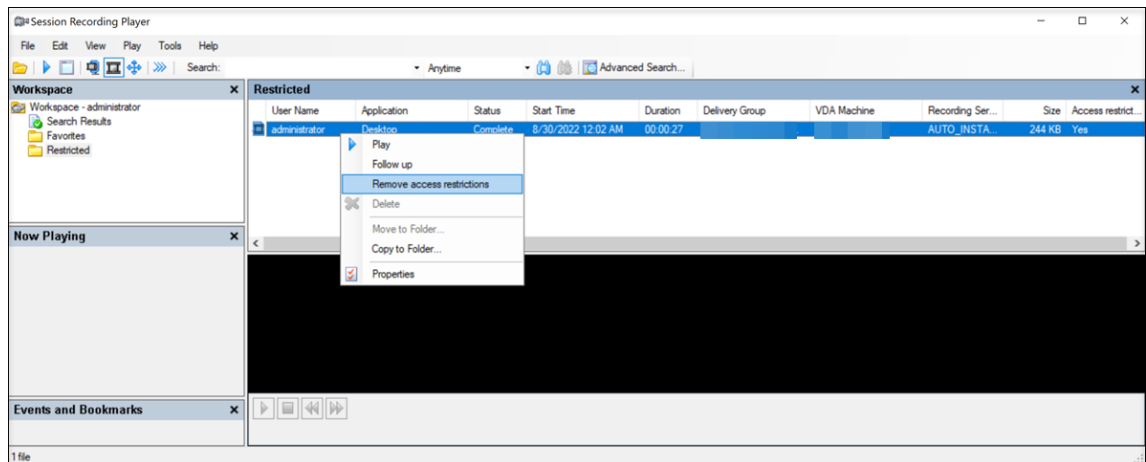 Session Recording Player
File Edit View Play Tools Help
Search: Anytime Advanced Search...
Workspace
Workspace - administrator
Search Results
Favorites
Restricted
Restricted
User Name Application Status Start Time Duration Delivery Group VDA Machine Recording Ser... Size Access restrict...
administrator Desktop Complete 8/30/2022 12:02 AM 00:00:27 AUTO_INSTA... 244 KB Yes
Play
Follow up
Remove access restrictions
Delete
Move to Folder...
Copy to Folder...
Properties
Now Playing
Events and Bookmarks
1 file